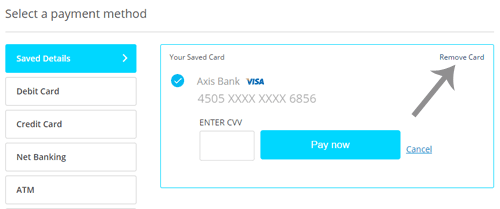 Select a payment method
Saved Details
Debit Card
Credit Card
Net Banking
ATM
Your Saved Card
Remove Card
Axis Bank VISA
4505 XXXX XXXX 6856
ENTER CVV
Pay now
Cancel